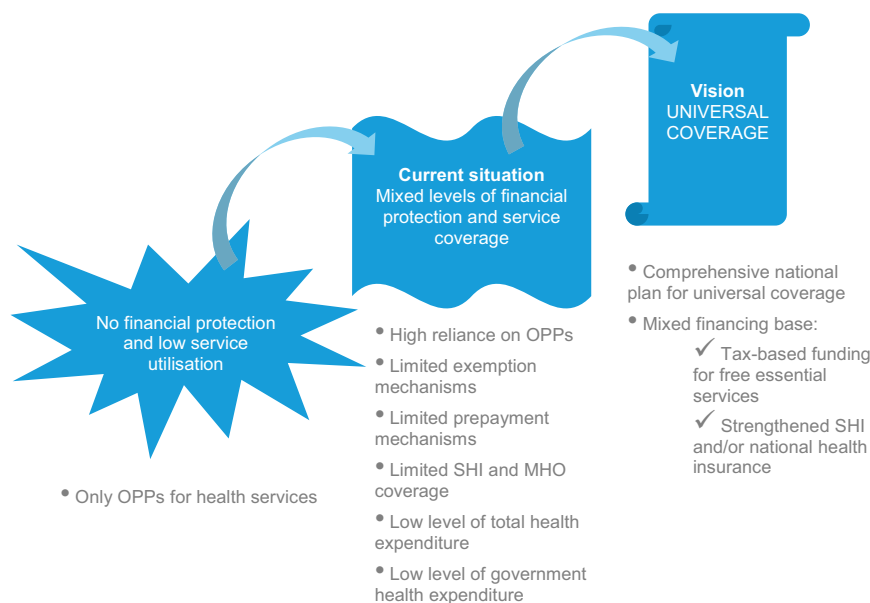 No financial protection
and low service
utilisation
• Only OPPs for health services
Current situation
Mixed levels of financial
protection and service
coverage
• High reliance on OPPs
• Limited exemption
mechanisms
• Limited prepayment
mechanisms
• Limited SHI and MHO
coverage
• Low level of total health
expenditure
• Low level of government
health expenditure
Vision
UNIVERSAL
COVERAGE
• Comprehensive national
plan for universal coverage
• Mixed financing base:
✓ Tax-based funding
for free essential
services
✓ Strengthened SHI
and/or national health
insurance